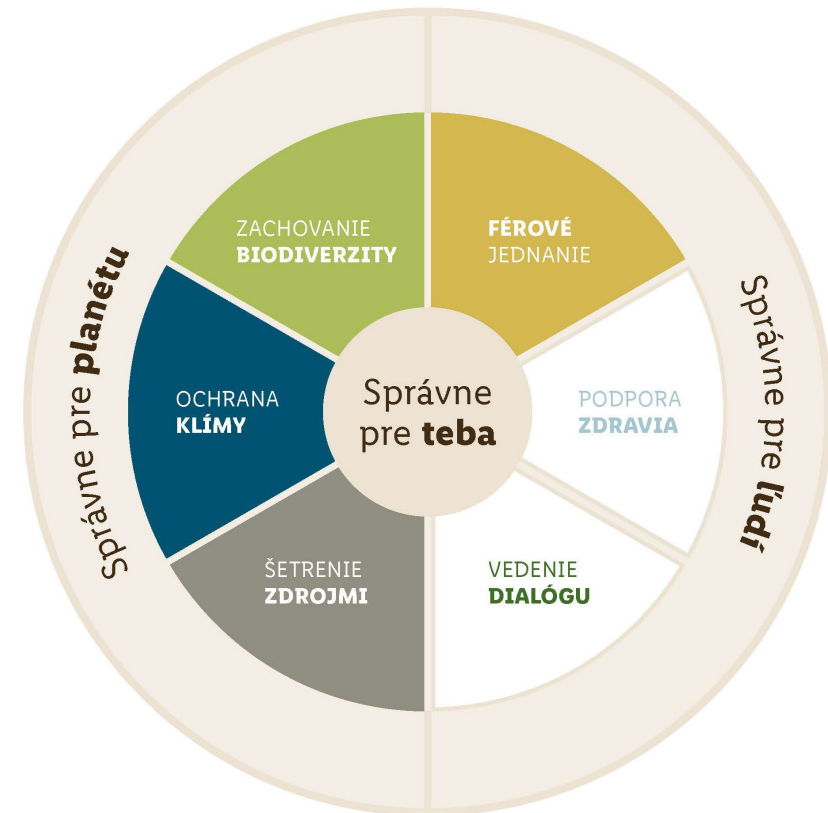 ZACHOVANIE
BIODIVERZITY
FÉROVÉ
JEDNANIE
Správne pre planétu
OCHRANA
KLÍMY
Správne
pre teba
PODPORA
ZDRAVIA
Správne pre ľudí
ŠETRENIE
ZDROJMI
VEDENIE
DIALÓGU